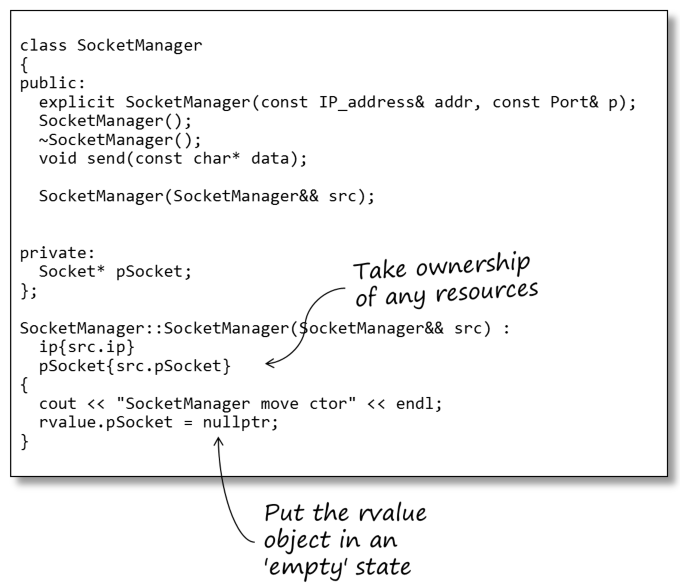 class SocketManager
{
public:
  explicit SocketManager(const IP_address& addr, const Port& p);
  SocketManager();
  ~SocketManager();
  void send(const char* data);

  SocketManager(SocketManager&& src);

private:
  Socket* pSocket;
};
Take ownership
of any resources
SocketManager::SocketManager(SocketManager&& src) :
  ip{src.ip}
  pSocket{src.pSocket}
{
  cout << "SocketManager move ctor" << endl;
  rvalue.pSocket = nullptr;
}
Put the rvalue
object in an
'empty' state